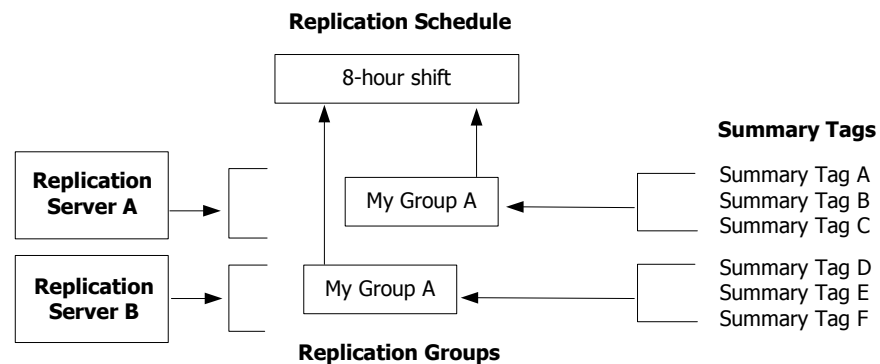 Replication Schedule
8-hour shift
Summary Tags
Replication
Server A
My Group A
Summary Tag A
Summary Tag B
Summary Tag C
Replication
Server B
My Group A
Summary Tag D
Summary Tag E
Summary Tag F
Replication Groups